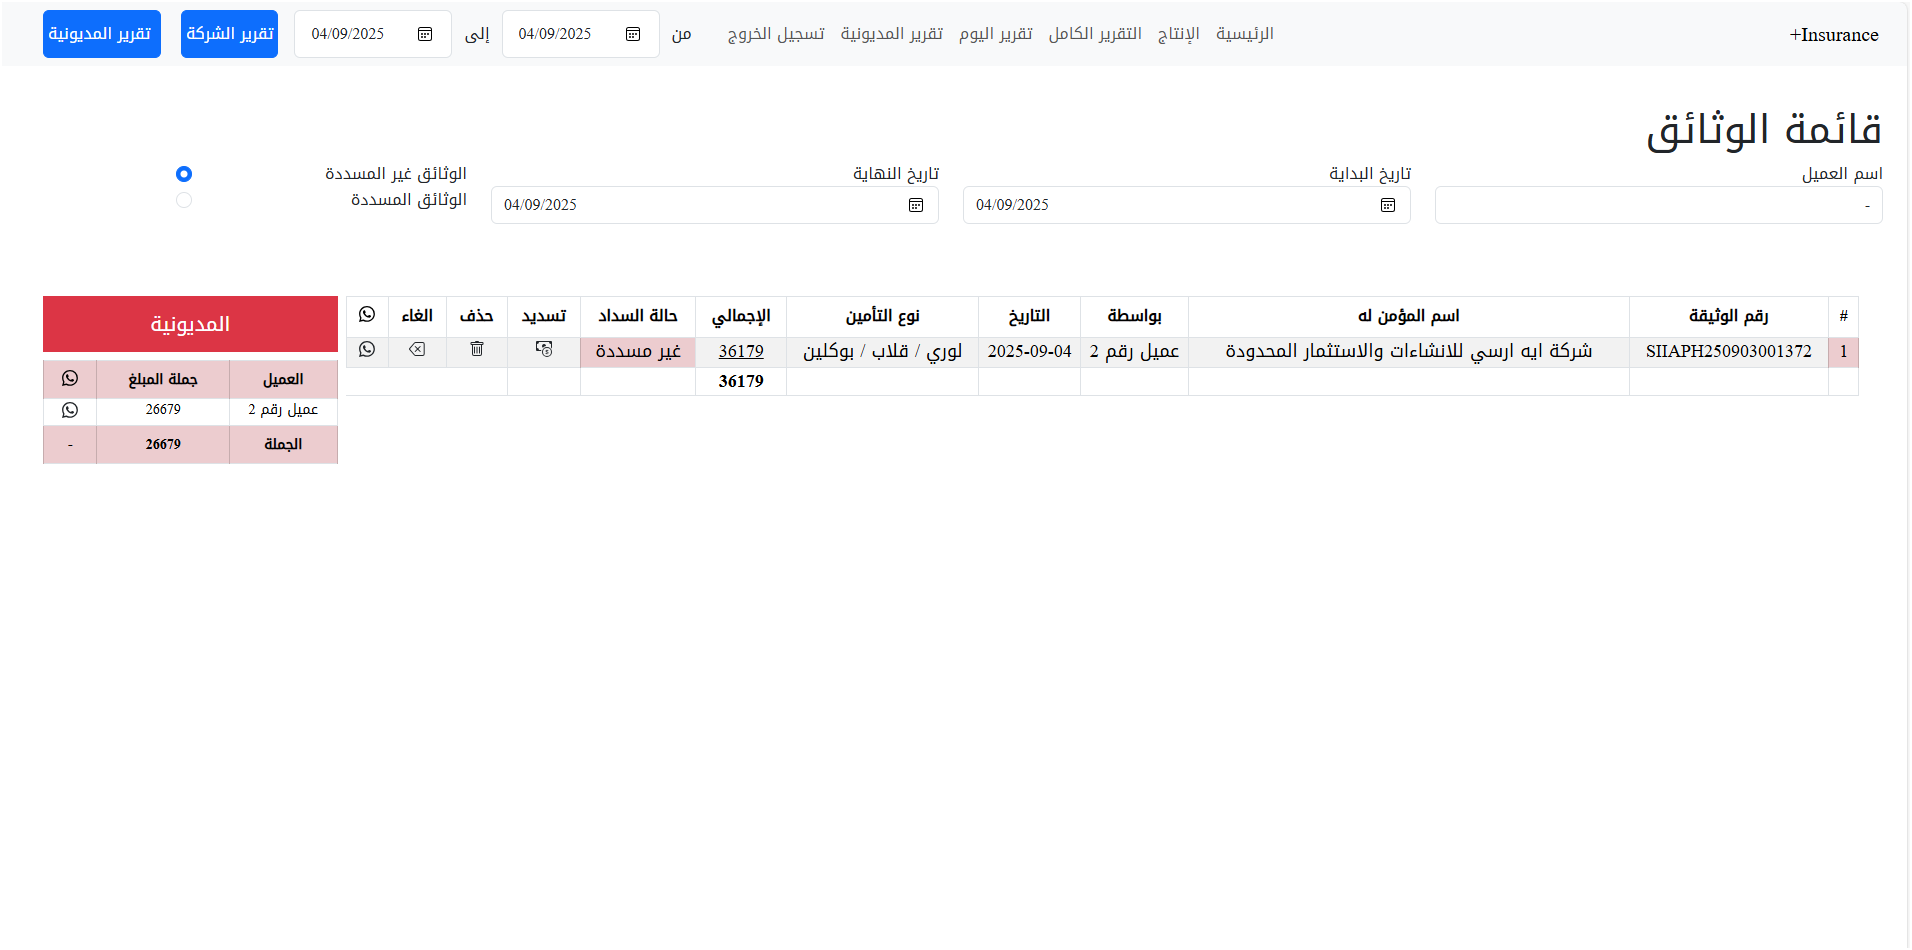 Insurance+
الرئيسية الإنتاج التقرير الكامل تقرير اليوم تقرير المديونية تسجيل الخروج من 04/09/2025 إلى 04/09/2025 تقرير الشركة تقرير المديونية
قائمة الوثائق
اسم العميل تاريخ البداية تاريخ النهاية الوثائق غير المسددة
- 04/09/2025 04/09/2025 الوثائق المسددة
# رقم الوثيقة اسم المؤمن له بواسطة التاريخ نوع التأمين الإجمالي حالة السداد تسديد حذف الغاء
1 SIIAPH250903001372 شركة ايه ارسي للانشاءات والاستثمار المحدودة عميل رقم 2 2025-09-04 لوري / قلاب / بوكلين 36179 غير مسددة
36179
المديونية
العميل جملة المبلغ
عميل رقم 2 26679
الجملة 26679 -